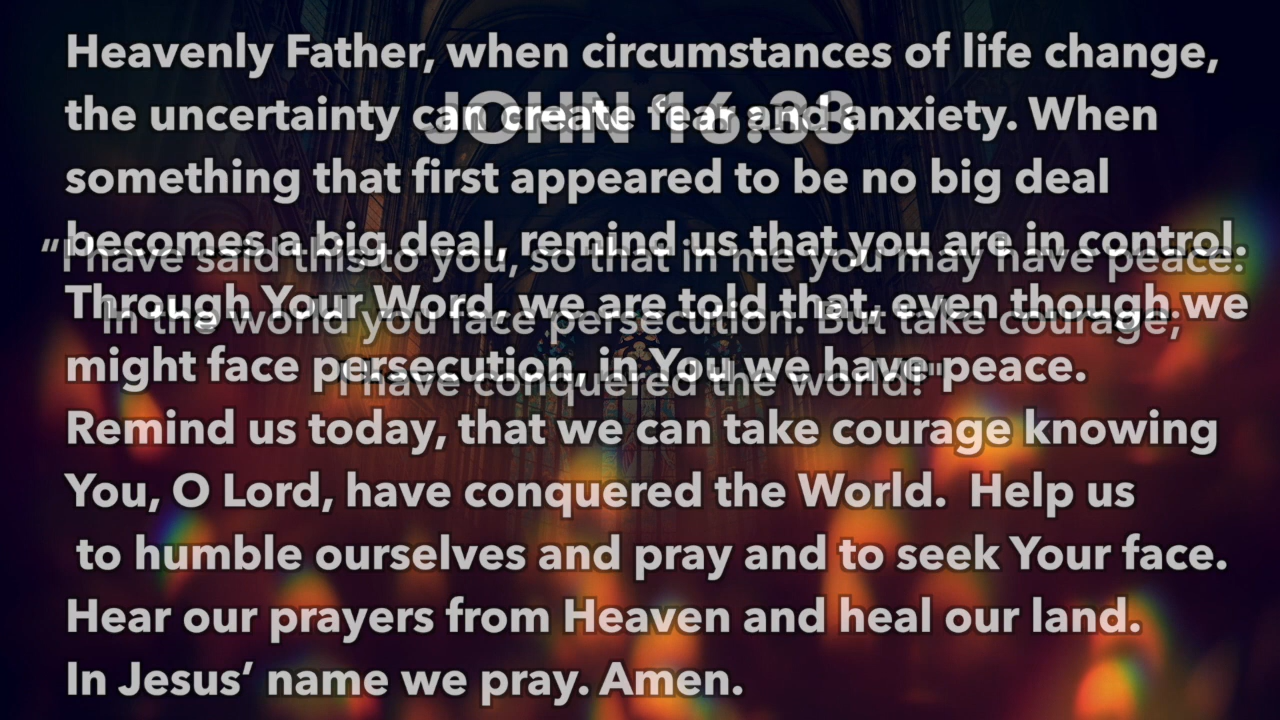 Heavenly Father, when circumstances of life change,
the uncertainty can create fear and anxiety. When
something that first appeared to be no big deal
becomes a big deal, remind us that you are in control.
Through Your Word, we are told that, even though we
might face persecution, in You we have peace.
Remind us today, that we can take courage knowing
You, O Lord, have conquered the World. Help us
to humble ourselves and pray and to seek Your face.
Hear our prayers from Heaven and heal our land.
In Jesus’ name we pray. Amen.
JOHN 16:33
“I have said this to you, so that in me you may have peace.
In the world you face persecution. But take courage;
I have conquered the world!"